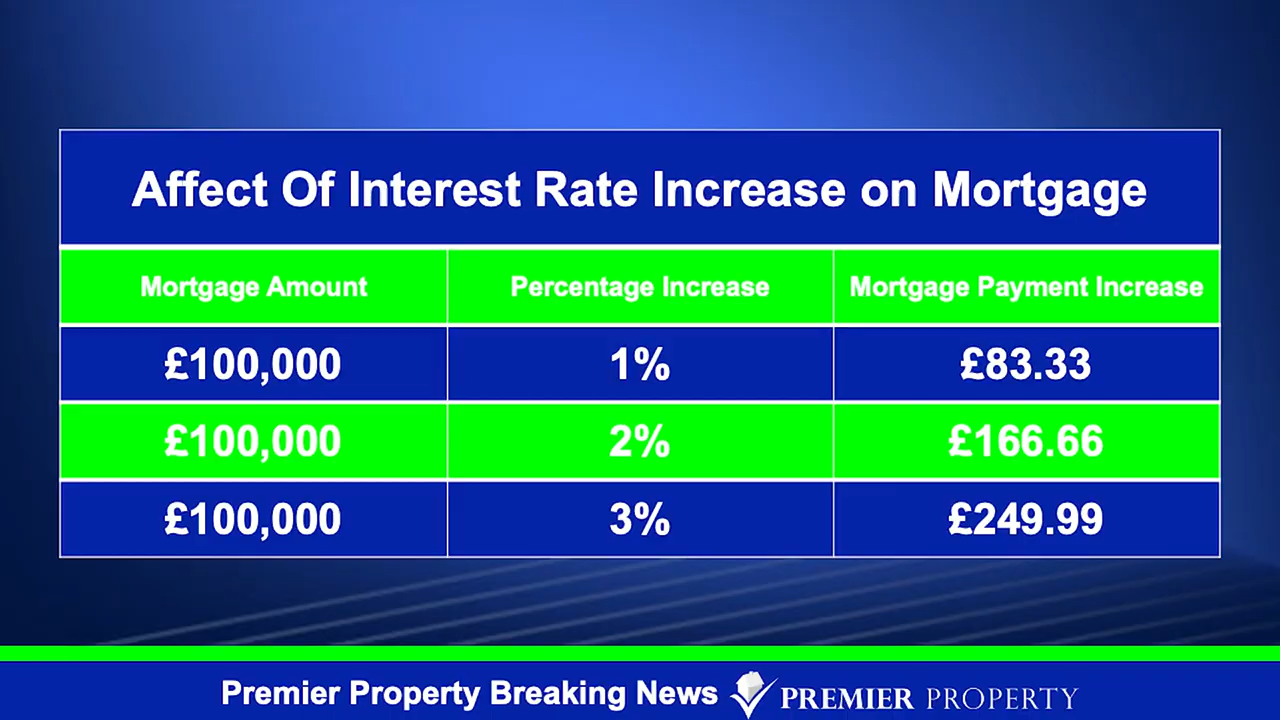 Affect Of Interest Rate Increase on Mortgage
Mortgage Amount Percentage Increase Mortgage Payment Increase
£100,000 1% £83.33
£100,000 2% £166.66
£100,000 3% £249.99
Premier Property Breaking News PREMIER PROPERTY